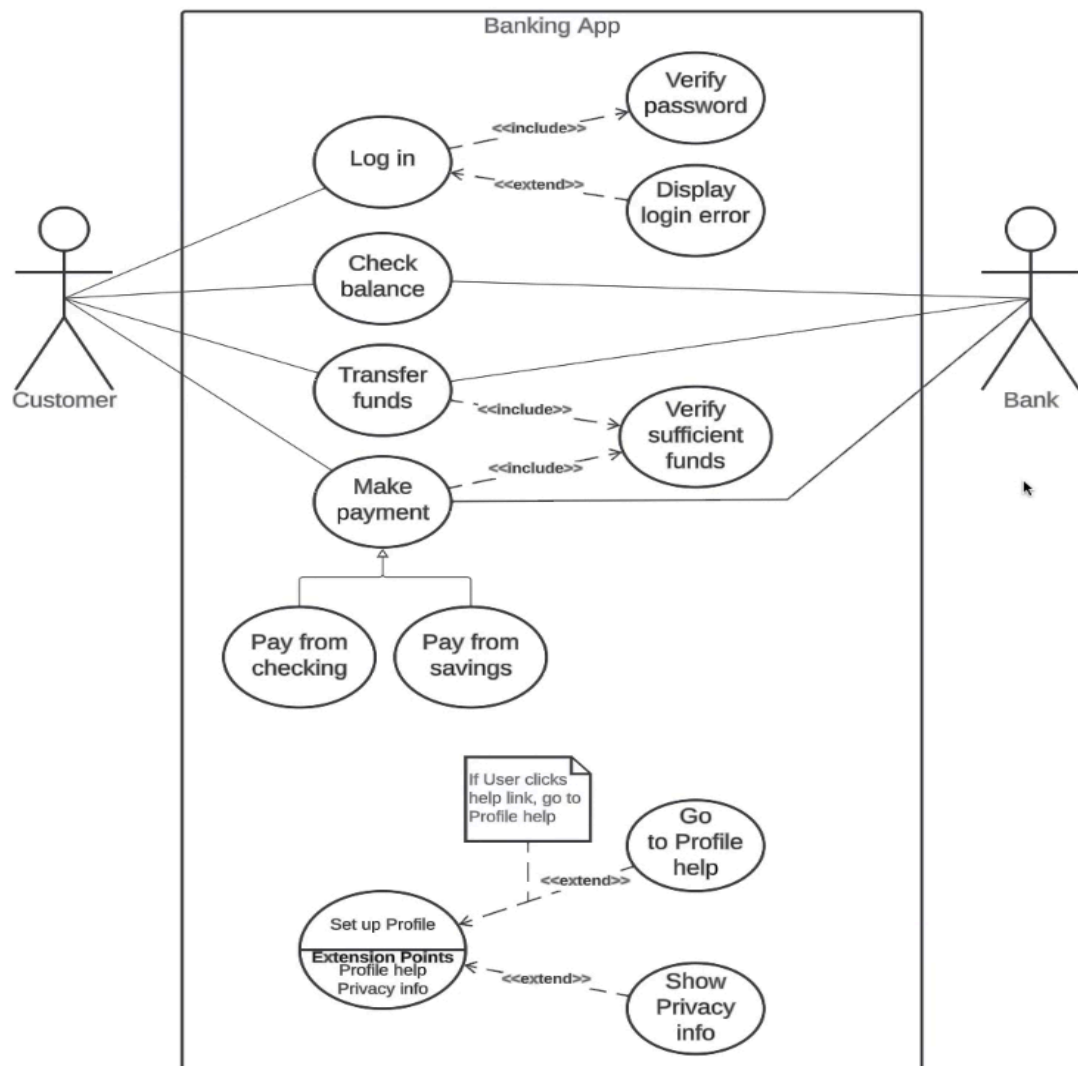 Banking App
Verify
password
<<include>>
Log in
<<extend>>
Display
login error
Check
balance
Customer
Transfer
funds
<<include>>
Verify
sufficient
funds
Bank
<<include>>
Make
payment
Pay from
checking
Pay from
savings
If User clicks
help link, go to
Profile help
Go
to Profile
help
<<extend>>
Set up Profile
Extension Points
Profile help
Privacy info
<<extend>>
Show
Privacy
info